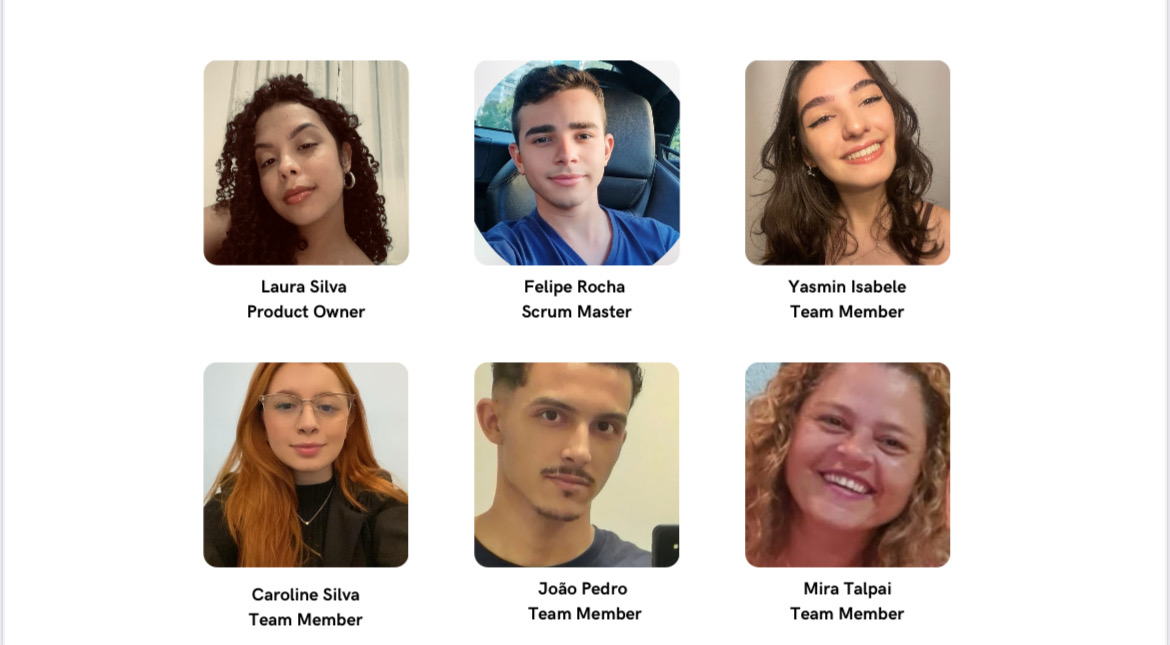 Laura Silva
Product Owner
Felipe Rocha
Scrum Master
Yasmin Isabele
Team Member
Caroline Silva
Team Member
João Pedro
Team Member
Mira Talpai
Team Member